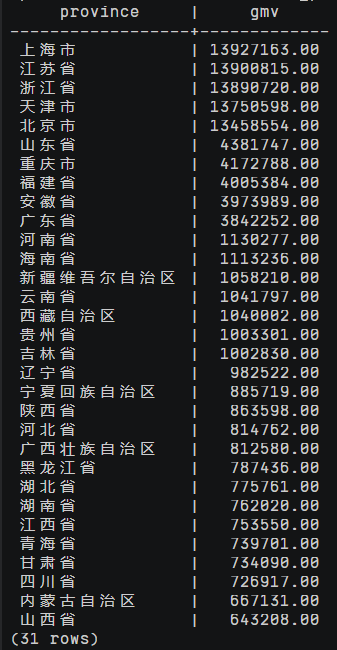 province | gmv
------------------+-------------
上海市 | 13927163.00
江苏省 | 13900815.00
浙江省 | 13890720.00
天津市 | 13750598.00
北京市 | 13458554.00
山东省 | 4381747.00
重庆市 | 4172788.00
福建省 | 4005384.00
安徽省 | 3973989.00
广东省 | 3842252.00
河南省 | 1130277.00
海南省 | 1113236.00
新疆维吾尔自治区 | 1058210.00
云南省 | 1041797.00
西藏自治区 | 1040002.00
贵州省 | 1003301.00
吉林省 | 1002830.00
辽宁省 | 982522.00
宁夏回族自治区 | 885719.00
陕西省 | 863598.00
河北省 | 814762.00
广西壮族自治区 | 812580.00
黑龙江省 | 787436.00
湖北省 | 775761.00
湖南省 | 762020.00
江西省 | 753550.00
青海省 | 739701.00
甘肃省 | 734090.00
四川省 | 726917.00
内蒙古自治区 | 667131.00
山西省 | 643208.00
(31 rows)